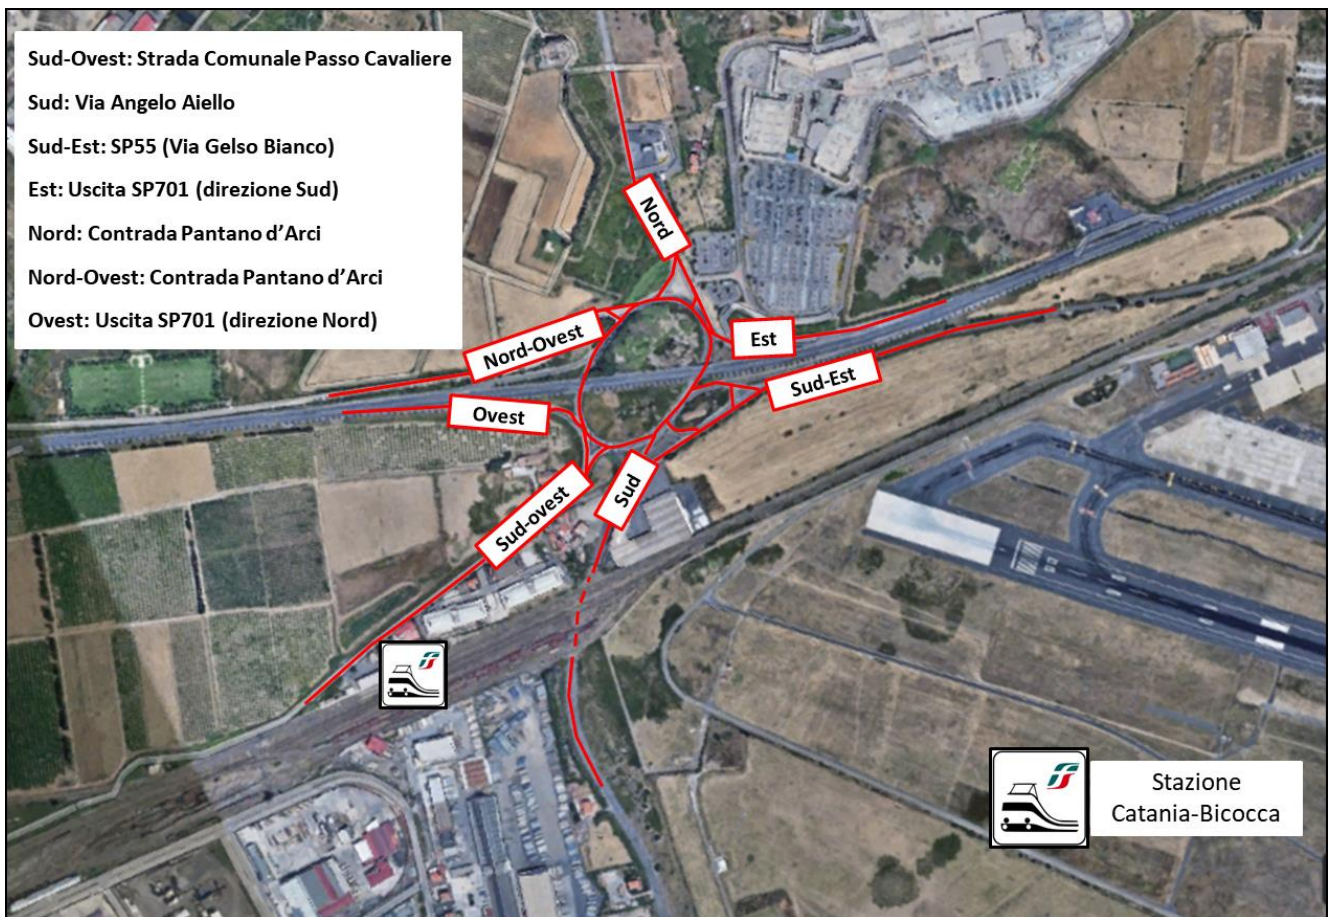 Sud-Ovest: Strada Comunale Passo Cavaliere
Sud: Via Angelo Aiello
Sud-Est: SP55 (Via Gelso Bianco)
Est: Uscita SP701 (direzione Sud)
Nord: Contrada Pantano d’Arci
Nord-Ovest: Contrada Pantano d’Arci
Ovest: Uscita SP701 (direzione Nord)
Nord
Nord-Ovest
Est
Sud-Est
Ovest
Sud-ovest
Sud
Stazione
Catania-Bicocca